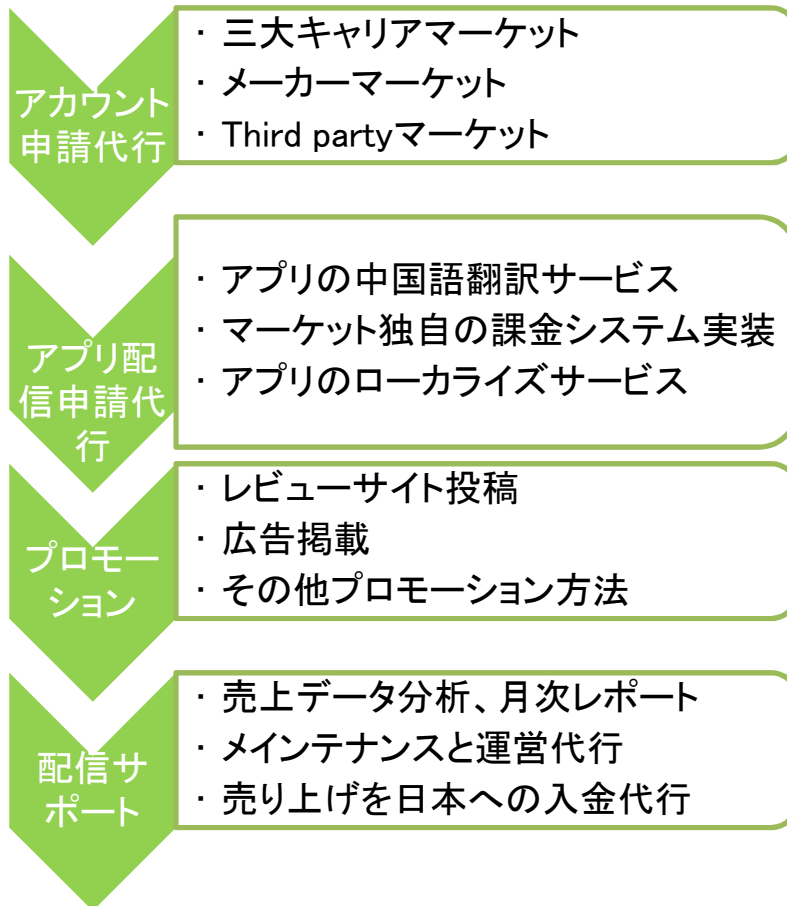 アカウント
申請代行
・三大キャリアマーケット
・メーカーマーケット
・Third partyマーケット
アプリ配
信申請代
行
・アプリの中国語翻訳サービス
・マーケット独自の課金システム実装
・アプリのローカライズサービス
プロモー
ション
・レビューサイト投稿
・広告掲載
・その他プロモーション方法
配信サ
ポート
・売上データ分析、月次レポート
・メインテナンスと運営代行
・売り上げを日本への入金代行